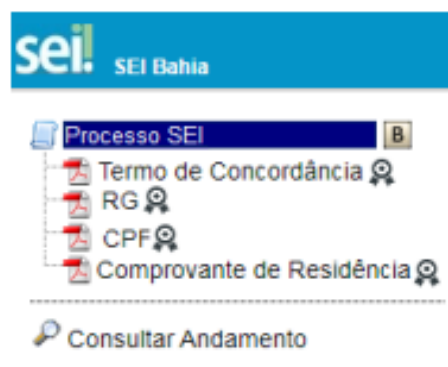 sei! SEI Bahia
Processo SEI B
Termo de Concordância
RG
CPF
Comprovante de Residência
Consultar Andamento